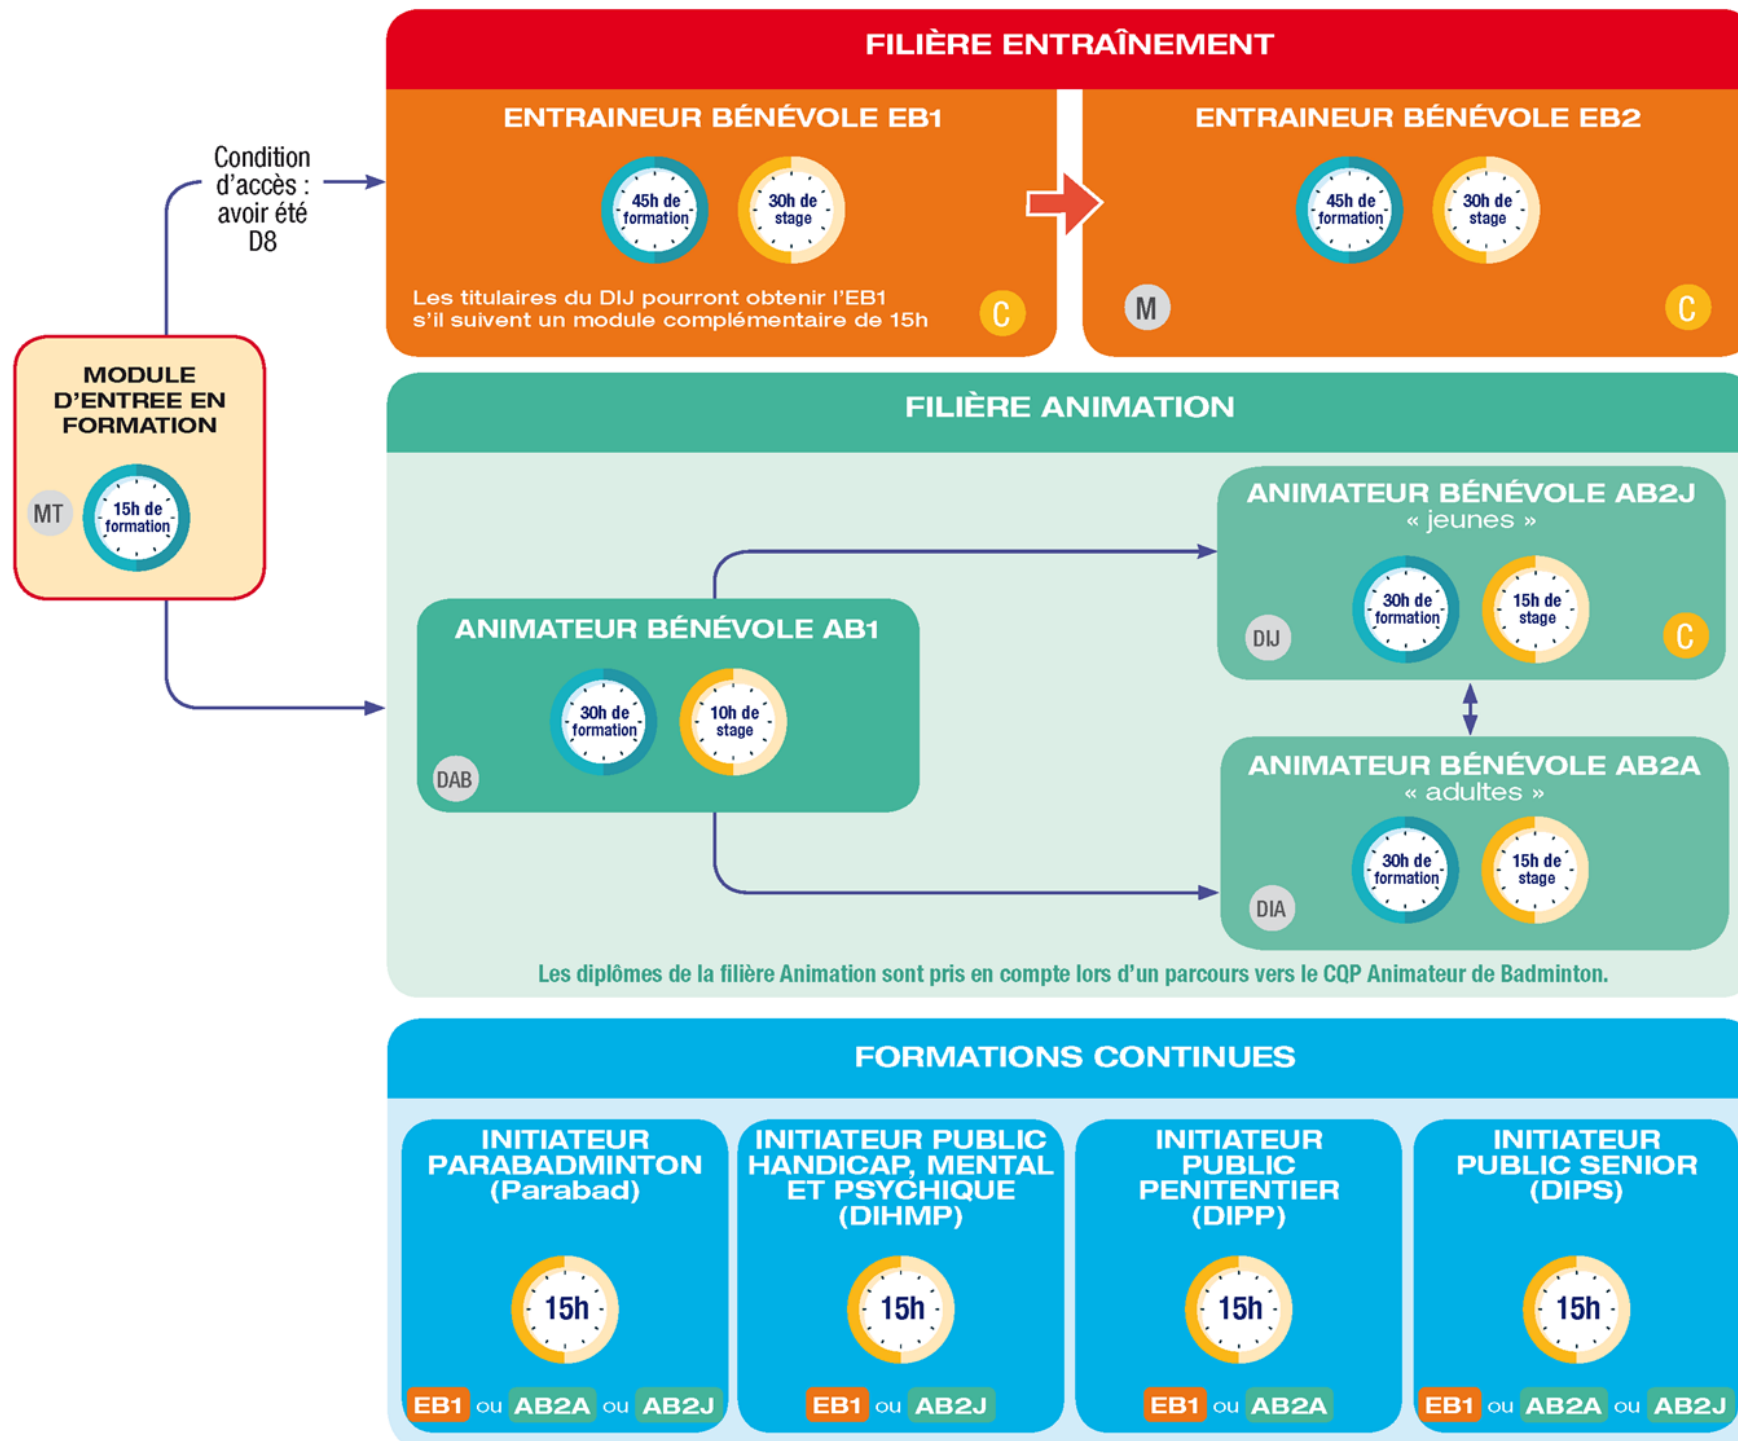 FILIÈRE ENTRAÎNEMENT
Condition
d'accès :
avoir été
D8
ENTRAINEUR BÉNÉVOLE EB1
45h de
formation
30h de
stage
Les titulaires du DIJ pourront obtenir l'EB1
s'il suivent un module complémentaire de 15h
C
ENTRAINEUR BÉNÉVOLE EB2
45h de
formation
30h de
stage
M
C
MODULE
D'ENTREE EN
FORMATION
MT
15h de
formation
FILIÈRE ANIMATION
ANIMATEUR BÉNÉVOLE AB1
30h de
formation
10h de
stage
DAB
ANIMATEUR BÉNÉVOLE AB2J
« jeunes »
30h de
formation
15h de
stage
DIJ
C
ANIMATEUR BÉNÉVOLE AB2A
« adultes »
30h de
formation
15h de
stage
DIA
Les diplômes de la filière Animation sont pris en compte lors d'un parcours vers le CQP Animateur de Badminton.
FORMATIONS CONTINUES
INITIATEUR
PARABADMINTON
(Parabad)
15h
EB1 ou AB2A ou AB2J
INITIATEUR PUBLIC
HANDICAP, MENTAL
ET PSYCHIQUE
(DIHMP)
15h
EB1 ou AB2J
INITIATEUR
PUBLIC
PENITENTIER
(DIPP)
15h
EB1 ou AB2A
INITIATEUR
PUBLIC SENIOR
(DIPS)
15h
EB1 ou AB2A ou AB2J